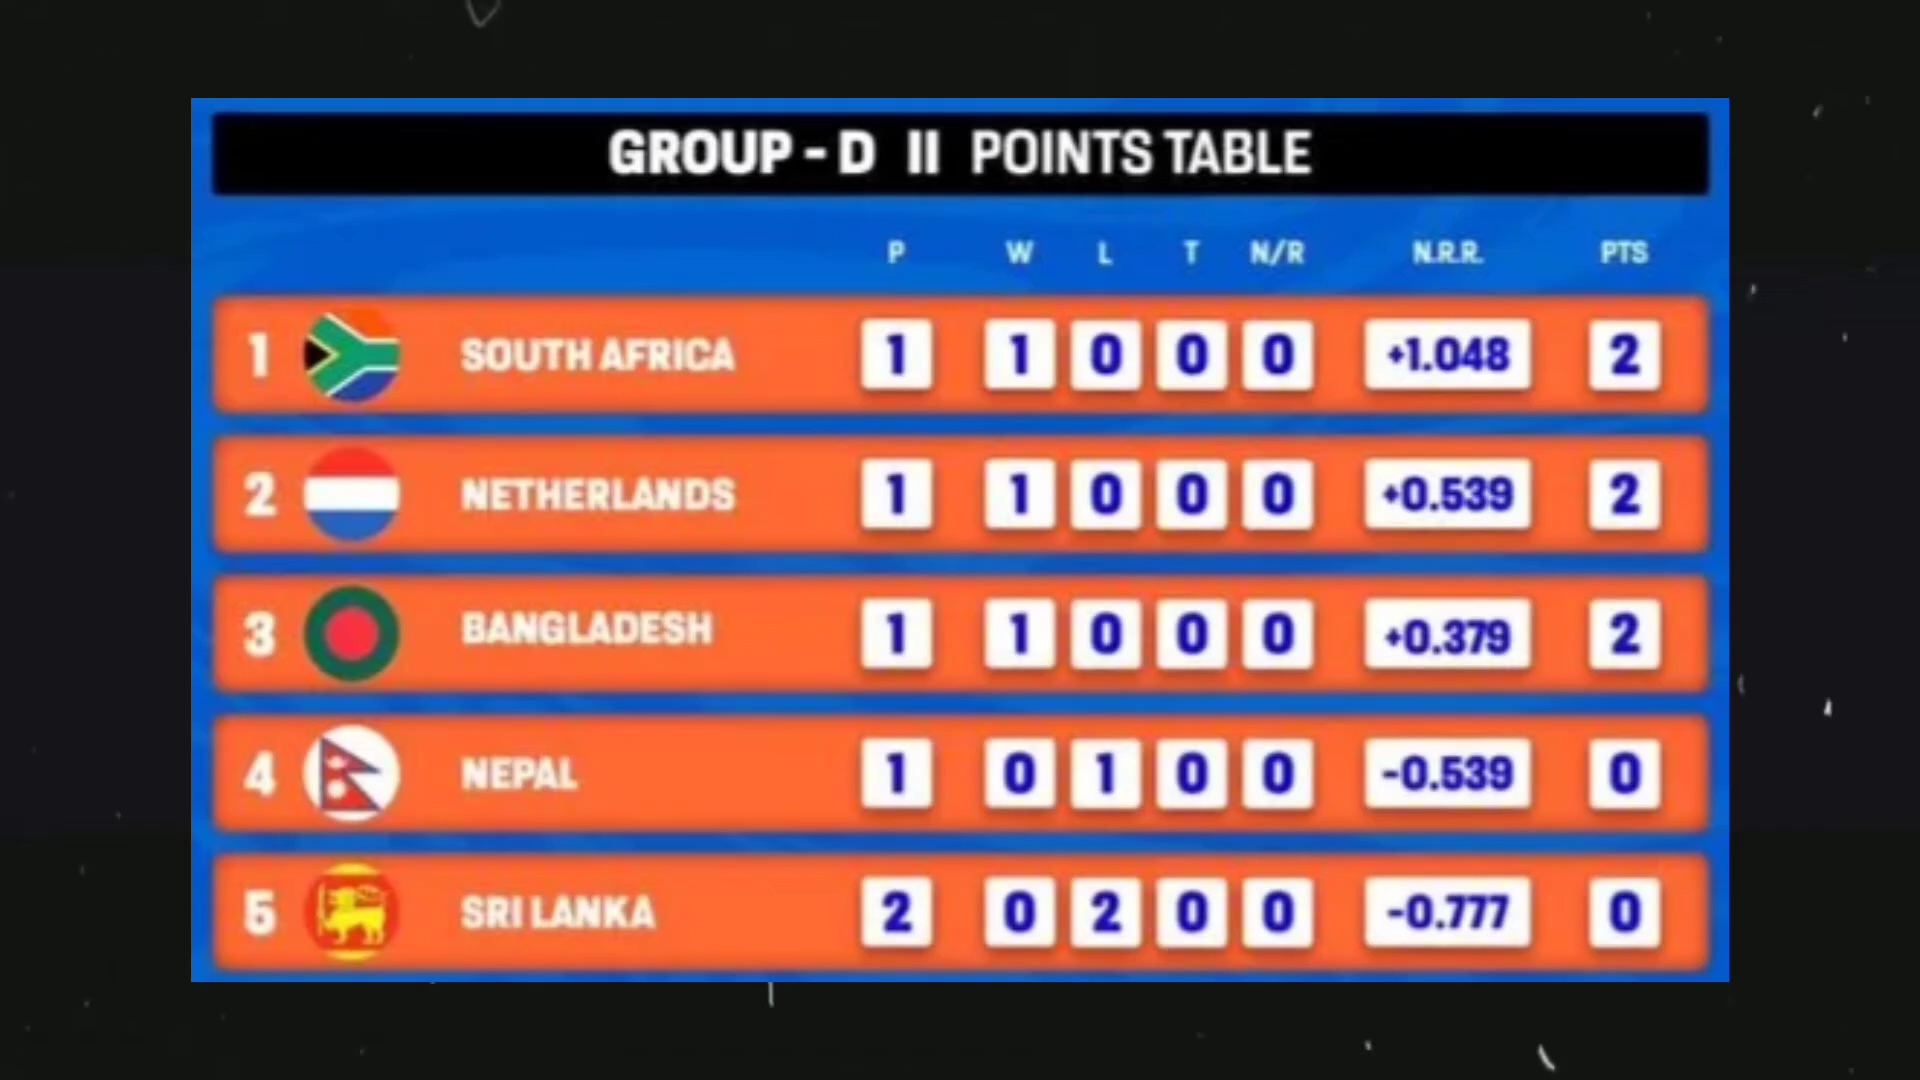 GROUP - D II POINTS TABLE
P W L T N/R N.R.R. PTS
1 SOUTH AFRICA 1 1 0 0 0 +1.048 2
2 NETHERLANDS 1 1 0 0 0 +0.539 2
3 BANGLADESH 1 1 0 0 0 +0.379 2
4 NEPAL 1 0 1 0 0 -0.539 0
5 SRI LANKA 2 0 2 0 0 -0.777 0